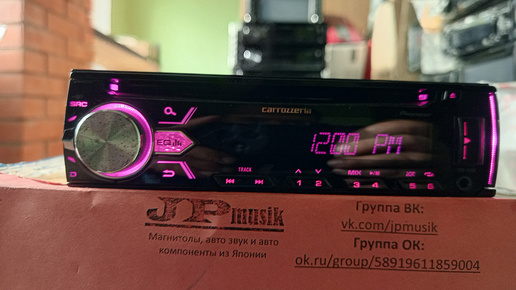 SRC
carrozzeria
12:00 PM
EQ
TRACK
MIX
1 2 3 4 5 6
JPmusik
Магнитолы, авто звук и авто
компоненты из Японии
Группа ВК:
vk.com/jpmusik
Группа ОК:
ok.ru/group/58919611859004